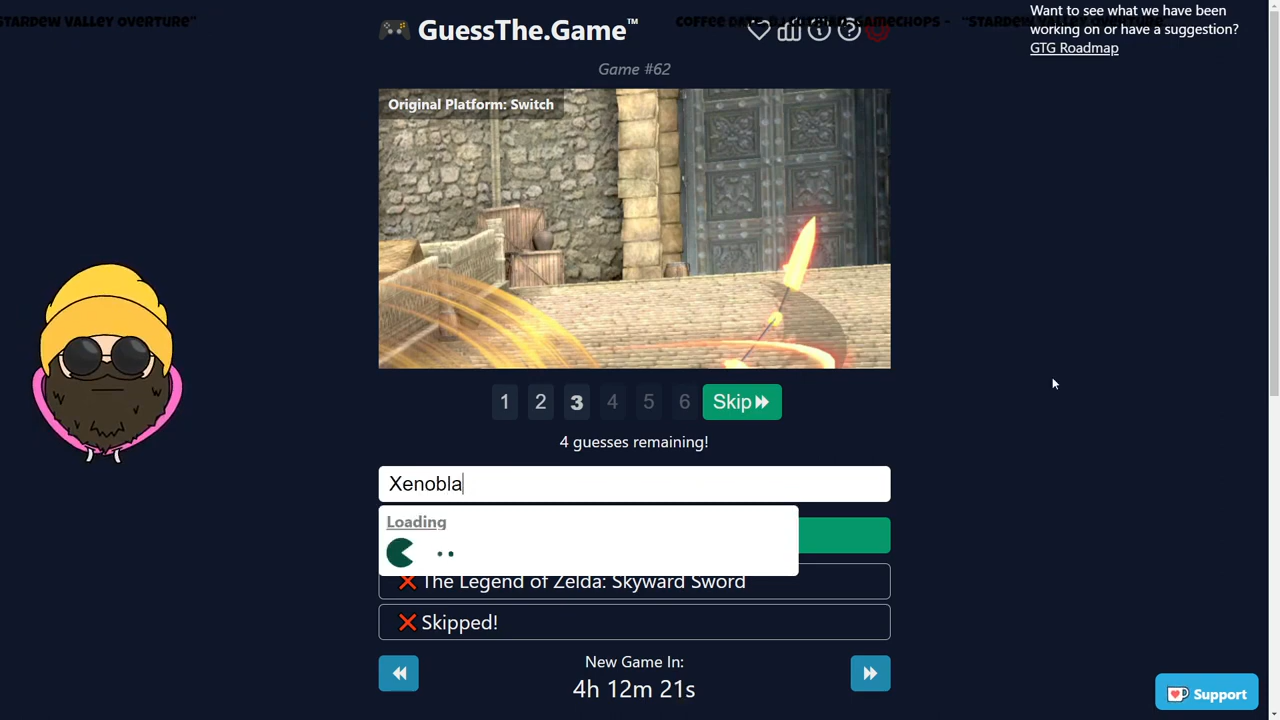 STARDEW VALLEY OVERTURE"
GuessThe.Game™
Want to see what we have been
working on or have a suggestion?
GTG Roadmap
Game #62
Original Platform: Switch
1 2 3 4 5 6 Skip
4 guesses remaining!
Xenobla
Loading
The Legend of Zelda: Skyward Sword
Skipped!
New Game In:
4h 12m 21s
Support